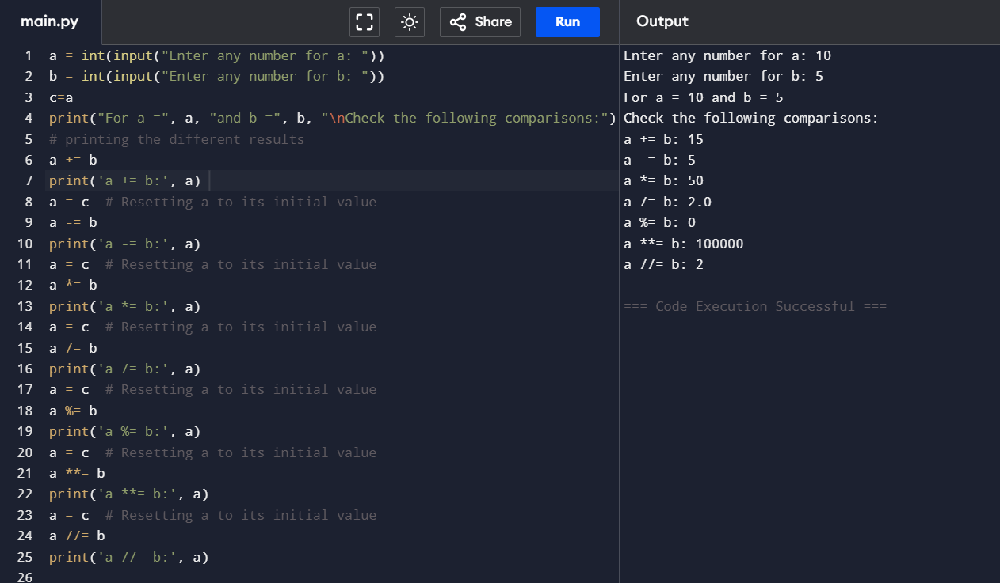 main.py
Share
Run
Output
1 a = int(input("Enter any number for a: "))
2 b = int(input("Enter any number for b: "))
3 c=a
4 print("For a =", a, "and b =", b, "\nCheck the following comparisons:")
5 # printing the different results
6 a += b
7 print('a += b:', a)
8 a = c  # Resetting a to its initial value
9 a -= b
10 print('a -= b:', a)
11 a = c  # Resetting a to its initial value
12 a *= b
13 print('a *= b:', a)
14 a = c  # Resetting a to its initial value
15 a /= b
16 print('a /= b:', a)
17 a = c  # Resetting a to its initial value
18 a %= b
19 print('a %= b:', a)
20 a = c  # Resetting a to its initial value
21 a **= b
22 print('a **= b:', a)
23 a = c  # Resetting a to its initial value
24 a //= b
25 print('a //= b:', a)
26
Enter any number for a: 10
Enter any number for b: 5
For a = 10 and b = 5
Check the following comparisons:
a += b: 15
a -= b: 5
a *= b: 50
a /= b: 2.0
a %= b: 0
a **= b: 100000
a //= b: 2
=== Code Execution Successful ===